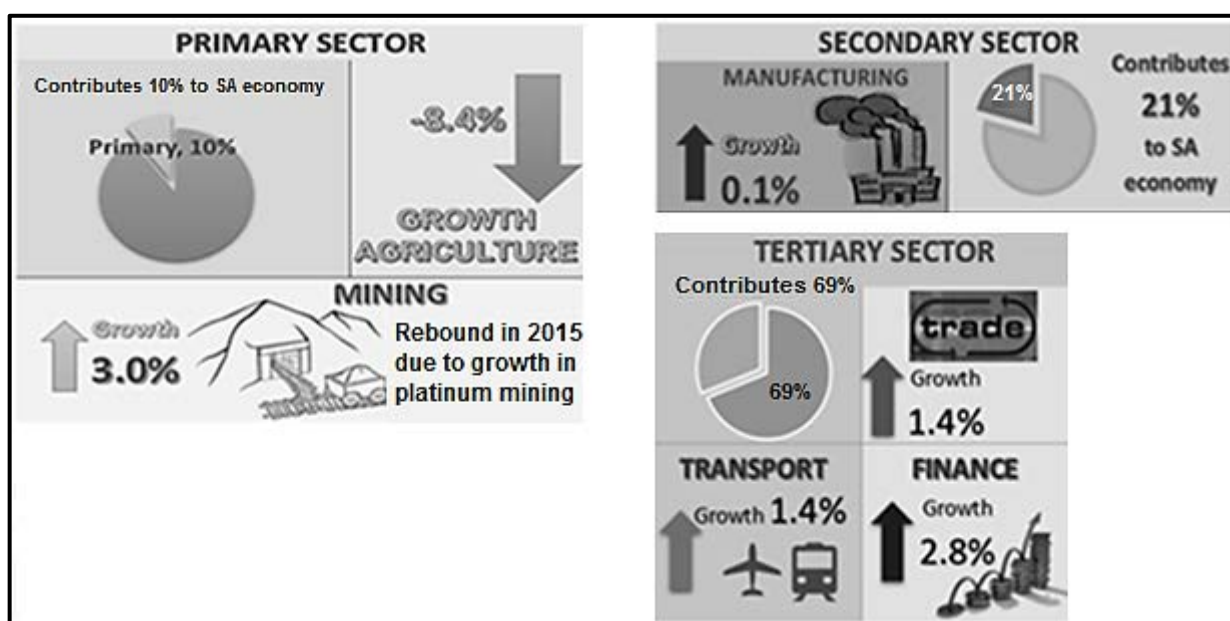 PRIMARY SECTOR
Contributes 10% to SA economy
Primary, 10%
-8.4%
GROWTH
AGRICULTURE
MINING
Growth
3.0%
Rebound in 2015
due to growth in
platinum mining
SECONDARY SECTOR
MANUFACTURING
Growth
0.1%
21%
Contributes
21%
to SA
economy
TERTIARY SECTOR
Contributes 69%
69%
trade
Growth
1.4%
TRANSPORT
Growth 1.4%
FINANCE
Growth
2.8%